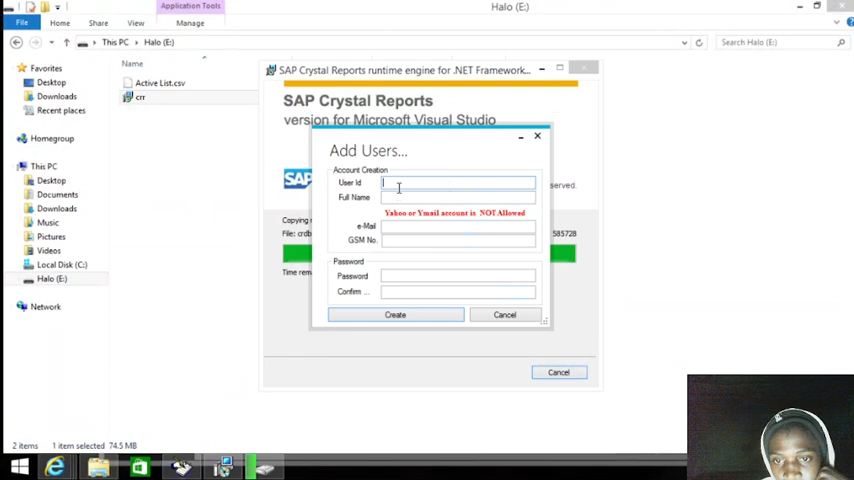 Application Tools
Halo (E:)
File
Home
Share
View
Manage
This PC
Halo (E:)
Search Halo (E:)
Favorites
Desktop
Downloads
Recent places
Homegroup
This PC
Desktop
Documents
Downloads
Music
Pictures
Videos
Local Disk (C:)
Halo (E:)
Network
Name
Active List.csv
crr
SAP Crystal Reports runtime engine for .NET Framework...
SAP Crystal Reports
version for Microsoft Visual Studio
SAP
served.
Copying
File: crdb
585728
Time rema
Cancel
Add Users...
Account Creation
User Id
Full Name
Yahoo or Ymail account is NOT Allowed
e-Mail
GSM No.
Password
Password
Confirm ...
Create
Cancel
2 items
1 item selected 74.5 MB